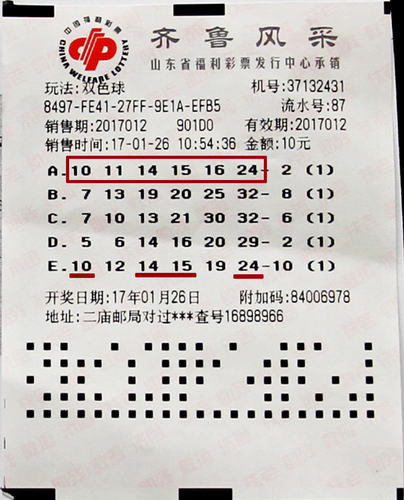 中国福利彩票
CHINA WELFARE LOTTERY
齐鲁风采
山东省福利彩票发行中心承销
玩法:双色球 机号:37132431
8497-FE41-27FF-9E1A-EFB5 流水号:87
销售期:2017012 901D0 有效期:2017012
销售时间:17-01-26 10:54:36 金额:10元
A.10 11 14 15 16 24- 2 (1)
B. 7 13 19 20 25 32- 8 (1)
C. 7 10 13 21 30 32- 6 (1)
D. 5 6 14 16 20 29- 2 (1)
E.10 12 14 15 19 24-10 (1)
开奖日期:17年01月26日 附加码:84006978
地址:二庙邮局对过***查号16898966